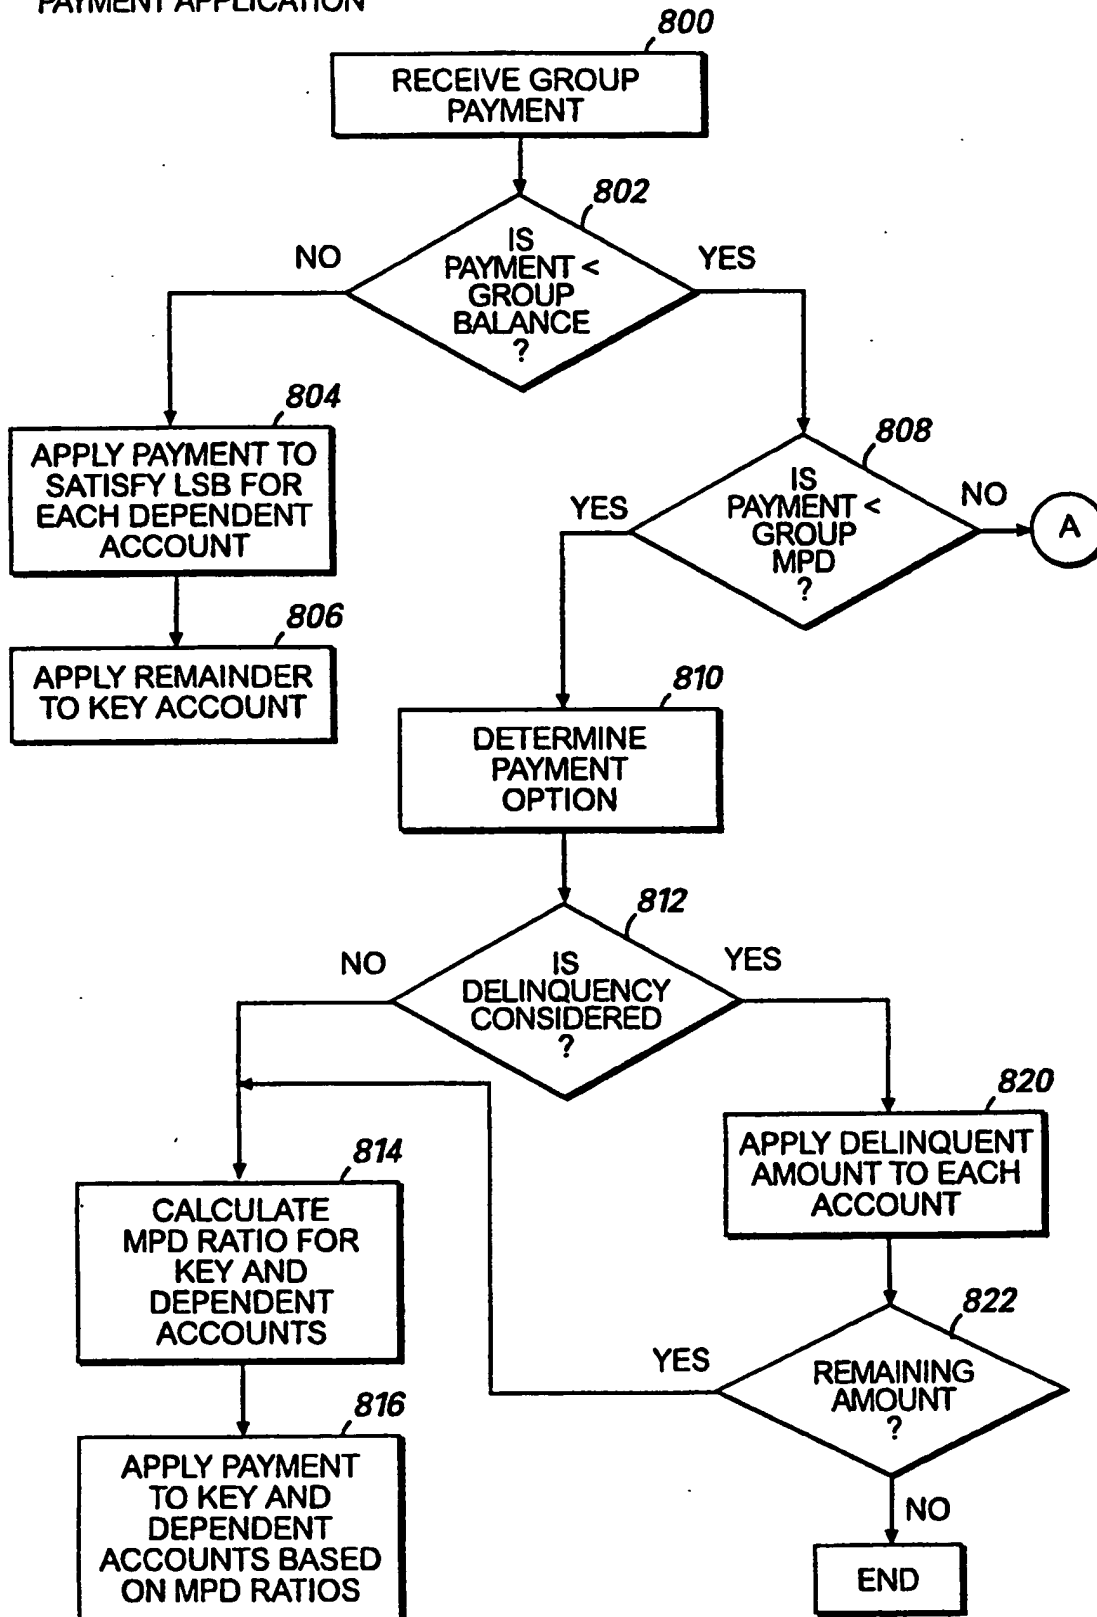 PAYMENT APPLICATION
800
RECEIVE GROUP
PAYMENT
802
IS
PAYMENT <
GROUP
BALANCE
?
NO
YES
804
APPLY PAYMENT TO
SATISFY LSB FOR
EACH DEPENDENT
ACCOUNT
806
APPLY REMAINDER
TO KEY ACCOUNT
808
IS
PAYMENT <
GROUP
MPD
?
YES
NO
A
810
DETERMINE
PAYMENT
OPTION
812
IS
DELINQUENCY
CONSIDERED
?
NO
YES
814
CALCULATE
MPD RATIO FOR
KEY AND
DEPENDENT
ACCOUNTS
816
APPLY PAYMENT
TO KEY AND
DEPENDENT
ACCOUNTS BASED
ON MPD RATIOS
820
APPLY DELINQUENT
AMOUNT TO EACH
ACCOUNT
822
REMAINING
AMOUNT
?
YES
NO
END